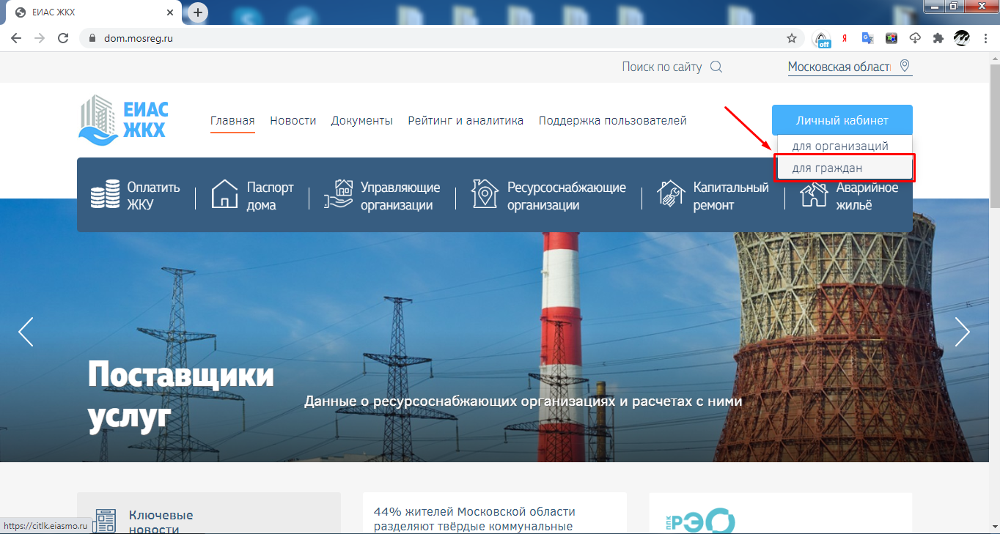 ЕИАС ЖКХ
dom.mosreg.ru
off
Я
Поиск по сайту
Московская област
ЕИАС
ЖКХ
Главная
Новости
Документы
Рейтинг и аналитика
Поддержка пользователей
Личный кабинет
для организаций
для граждан
Оплатить
ЖКУ
Паспорт
дома
Управляющие
организации
Ресурсоснабжающие
организации
Капитальный
ремонт
Аварийное
жильё
Поставщики
услуг
Данные о ресурсоснабжающих организациях и расчетах с ними
Ключевые
новости
44% жителей Московской области
разделяют твёрдые коммунальные
ППК
РЭО
https://citlk.eiasmo.ru